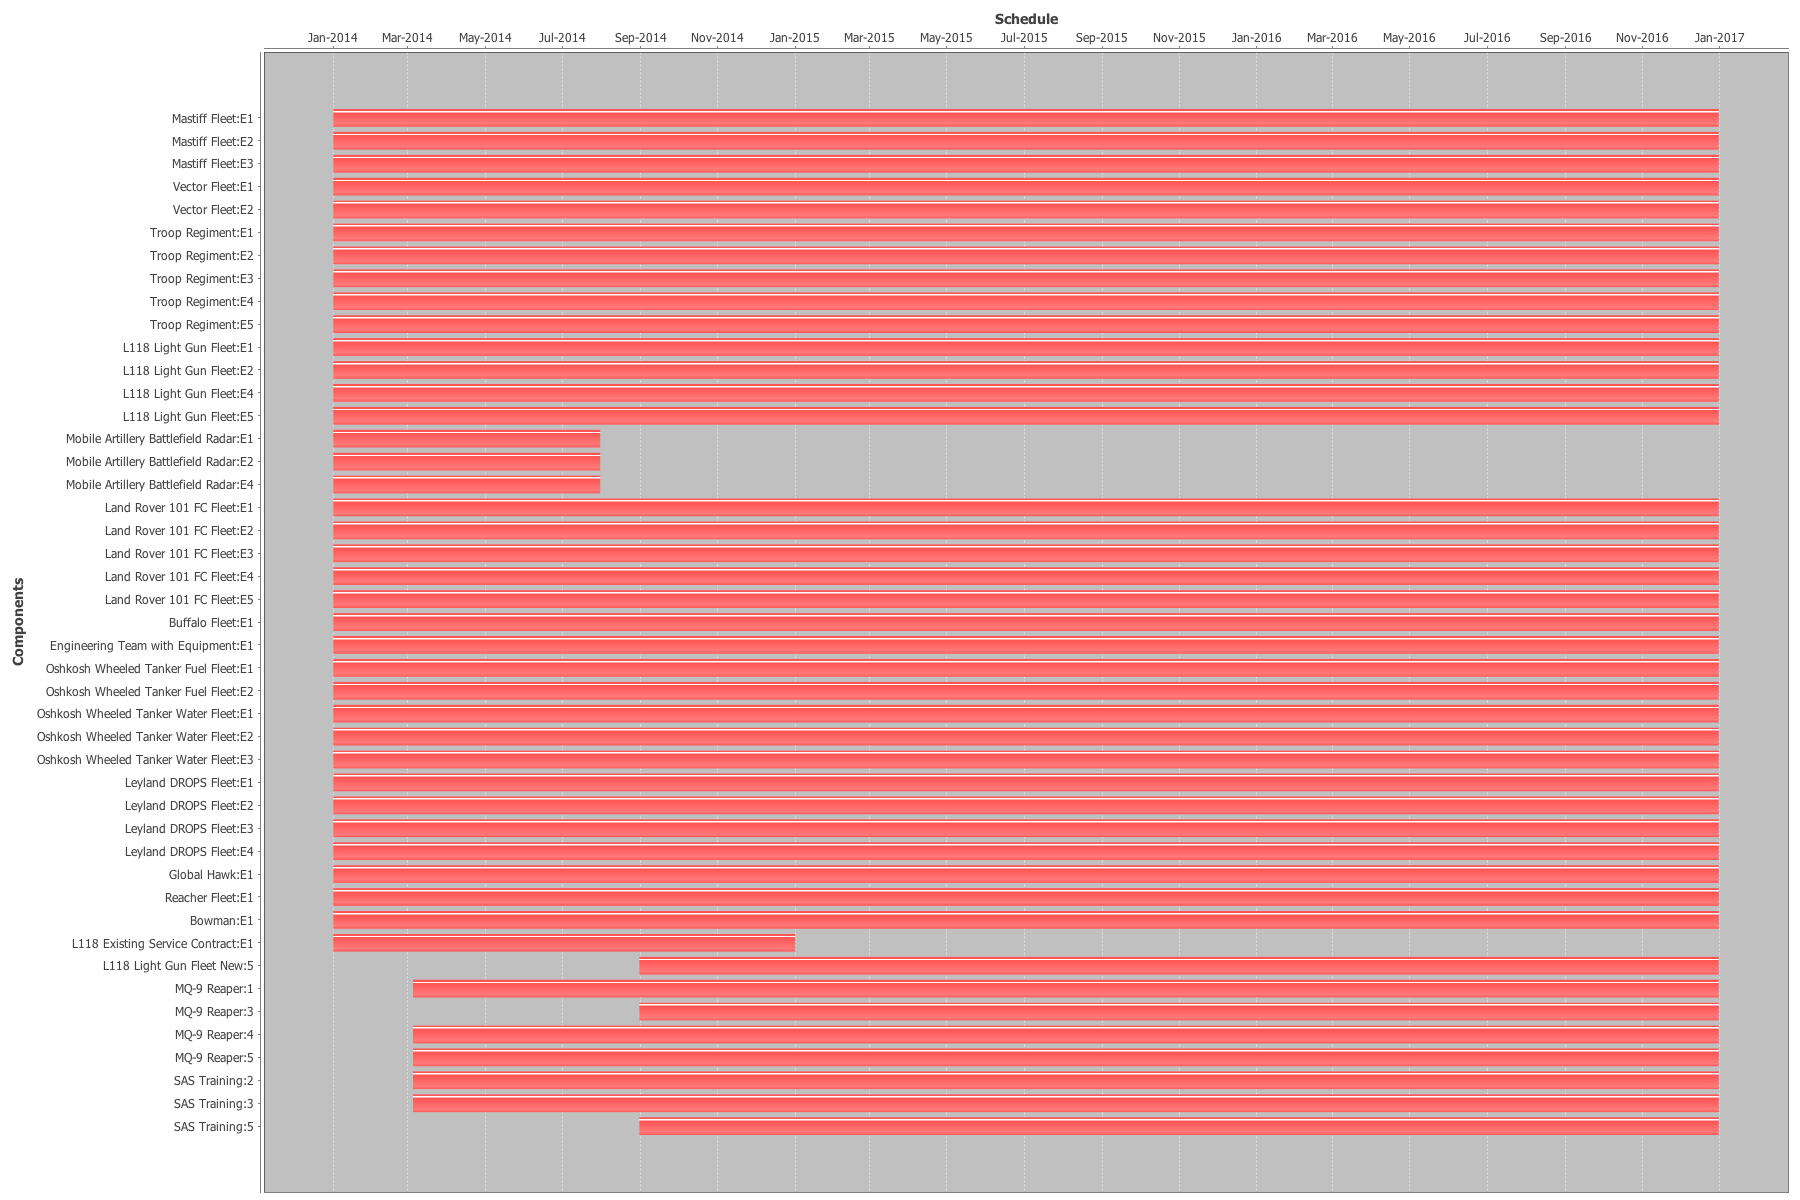 Schedule
Jan-2014 Mar-2014 May-2014 Jul-2014 Sep-2014 Nov-2014 Jan-2015 Mar-2015 May-2015 Jul-2015 Sep-2015 Nov-2015 Jan-2016 Mar-2016 May-2016 Jul-2016 Sep-2016 Nov-2016 Jan-2017
Components
Mastiff Fleet:E1
Mastiff Fleet:E2
Mastiff Fleet:E3
Vector Fleet:E1
Vector Fleet:E2
Troop Regiment:E1
Troop Regiment:E2
Troop Regiment:E3
Troop Regiment:E4
Troop Regiment:E5
L118 Light Gun Fleet:E1
L118 Light Gun Fleet:E2
L118 Light Gun Fleet:E4
L118 Light Gun Fleet:E5
Mobile Artillery Battlefield Radar:E1
Mobile Artillery Battlefield Radar:E2
Mobile Artillery Battlefield Radar:E4
Land Rover 101 FC Fleet:E1
Land Rover 101 FC Fleet:E2
Land Rover 101 FC Fleet:E3
Land Rover 101 FC Fleet:E4
Land Rover 101 FC Fleet:E5
Buffalo Fleet:E1
Engineering Team with Equipment:E1
Oshkosh Wheeled Tanker Fuel Fleet:E1
Oshkosh Wheeled Tanker Fuel Fleet:E2
Oshkosh Wheeled Tanker Water Fleet:E1
Oshkosh Wheeled Tanker Water Fleet:E2
Oshkosh Wheeled Tanker Water Fleet:E3
Leyland DROPS Fleet:E1
Leyland DROPS Fleet:E2
Leyland DROPS Fleet:E3
Leyland DROPS Fleet:E4
Global Hawk:E1
Reacher Fleet:E1
Bowman:E1
L118 Existing Service Contract:E1
L118 Light Gun Fleet New:5
MQ-9 Reaper:1
MQ-9 Reaper:3
MQ-9 Reaper:4
MQ-9 Reaper:5
SAS Training:2
SAS Training:3
SAS Training:5